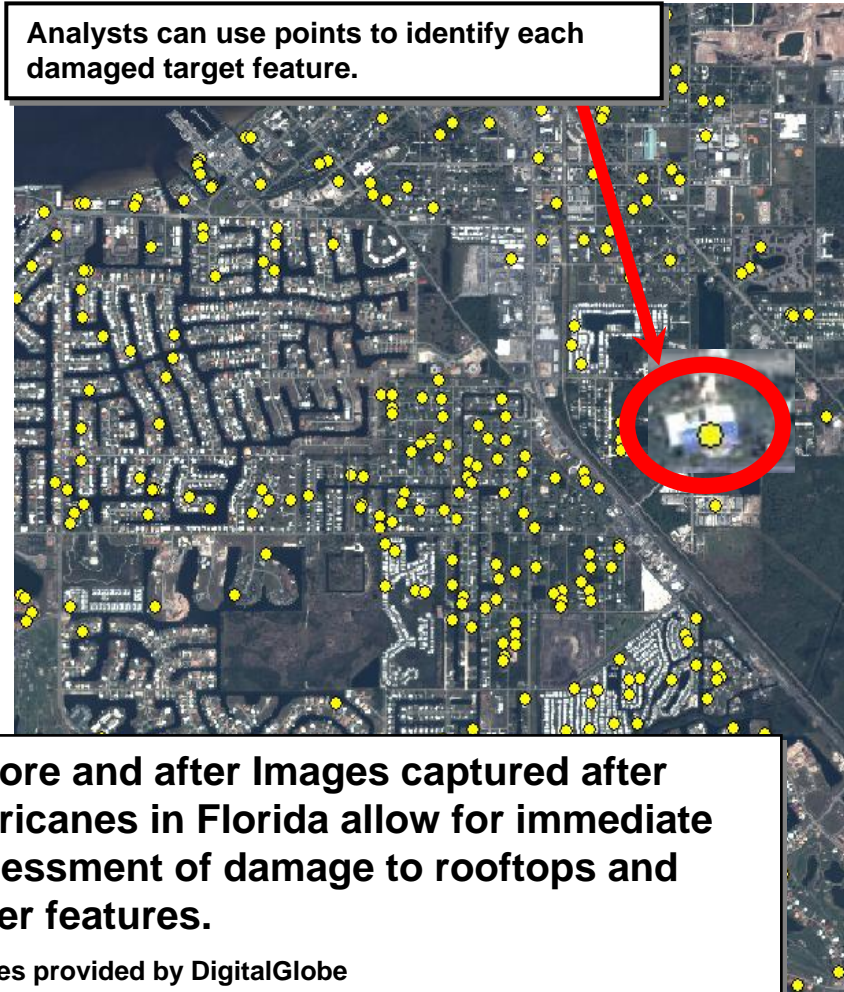 Analysts can use points to identify each
damaged target feature.
ore and after Images captured after
ricanes in Florida allow for immediate
essment of damage to rooftops and
er features.
es provided by DigitalGlobe